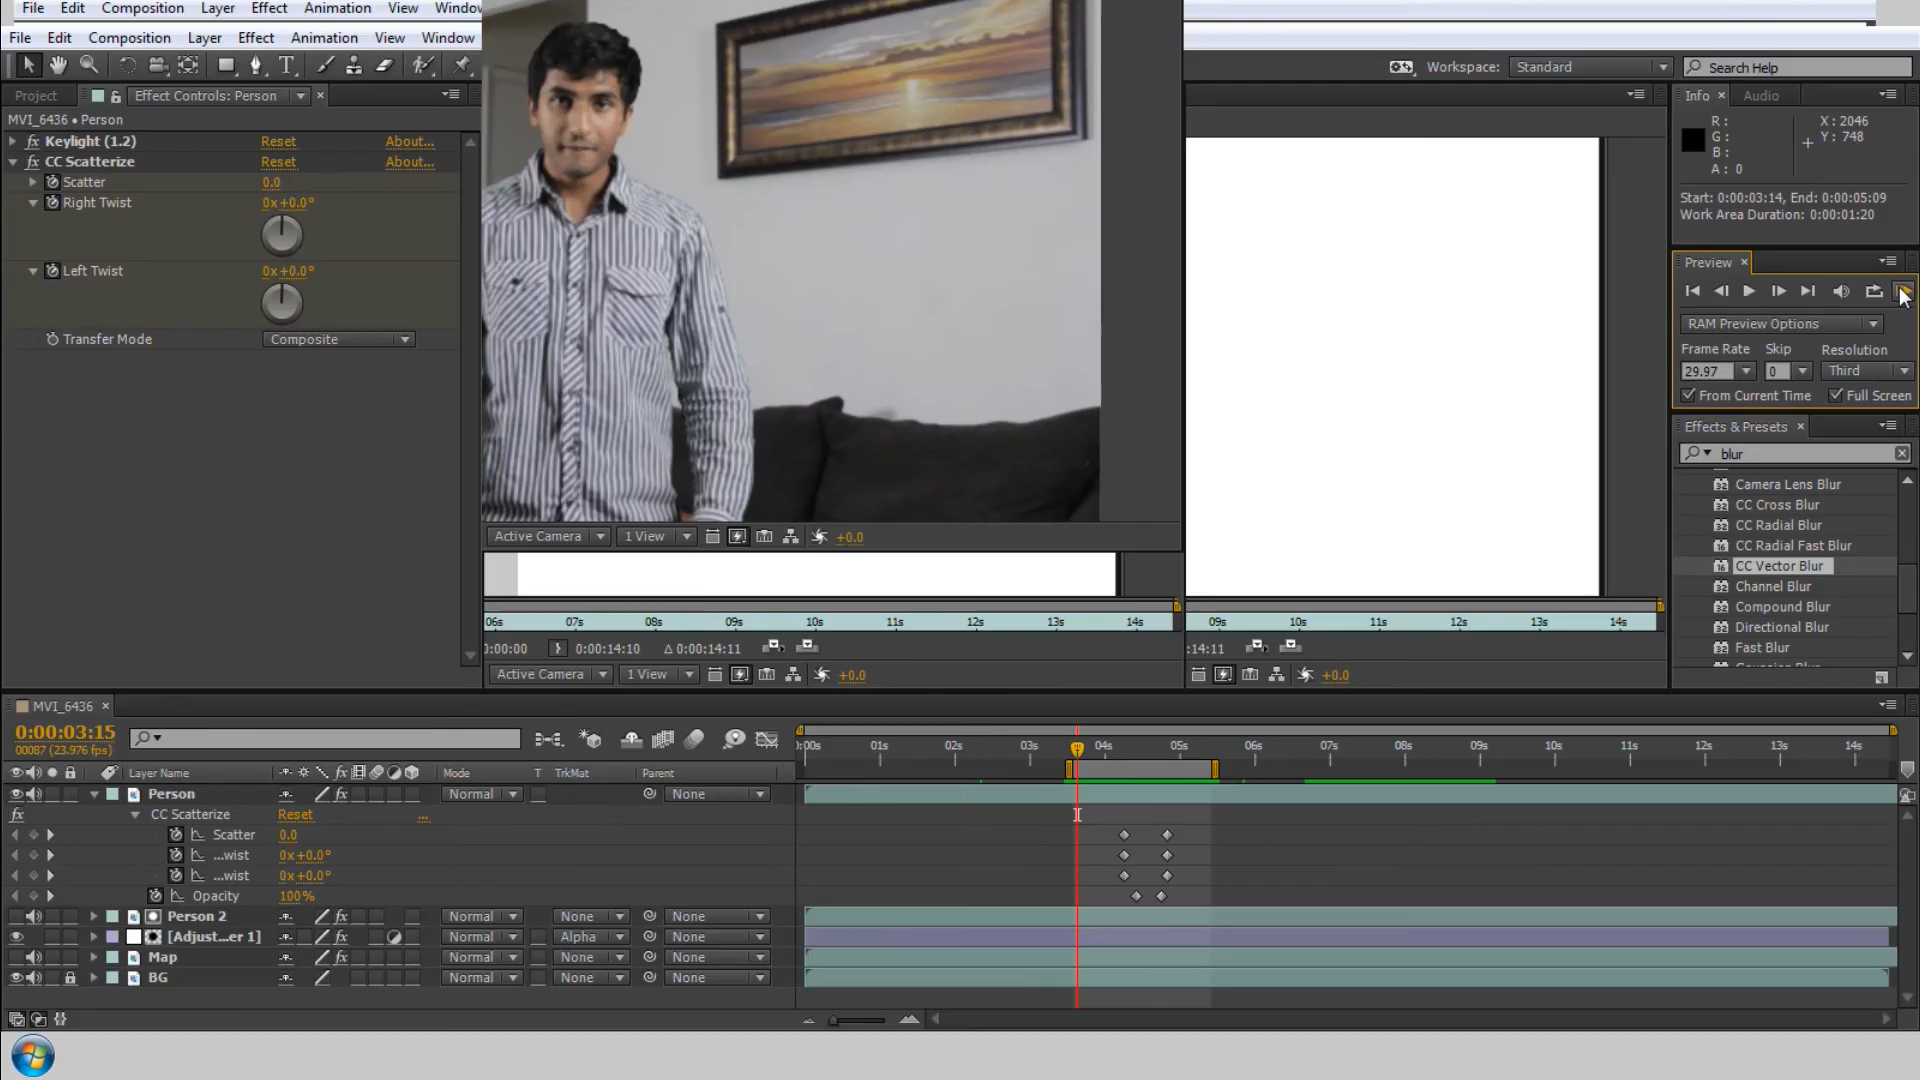 File Edit Composition Layer Effect Animation View Window
File Edit Composition Layer Effect Animation View Window
Workspace: Standard Search Help
Project Effect Controls: Person Info Audio
MVI_6436 • Person
R: X: 2046
G: Y: 748
B:
A: 0
Keylight (1.2) Reset About...
CC Scatterize Reset About...
Scatter 0.0
Right Twist 0x+0.0°
Left Twist 0x+0.0°
Transfer Mode Composite
Start: 0:00:03:14, End: 0:00:05:09
Work Area Duration: 0:00:01:20
Preview
RAM Preview Options
Frame Rate Skip Resolution
29.97 0 Third
From Current Time Full Screen
Effects & Presets
blur
Camera Lens Blur
CC Cross Blur
CC Radial Blur
CC Radial Fast Blur
CC Vector Blur
Channel Blur
Compound Blur
Directional Blur
Fast Blur
Active Camera 1 View +0.0
06s 07s 08s 09s 10s 11s 12s 13s 14s 09s 10s 11s 12s 13s 14s
0:00:00 0:00:14:10 Δ 0:00:14:11 :14:11
Active Camera 1 View +0.0 +0.0
MVI_6436
0:00:03:15
00087 (23.976 fps)
:00s 01s 02s 03s 04s 05s 06s 07s 08s 09s 10s 11s 12s 13s 14s
Layer Name fx Mode T TrkMat Parent
Person fx Normal None
fx CC Scatterize Reset ...
Scatter 0.0
...wist 0x+0.0°
...wist 0x+0.0°
Opacity 100%
Person 2 fx Normal None None
[Adjust...er 1] fx Normal Alpha None
Map fx Normal None None
BG Normal None None